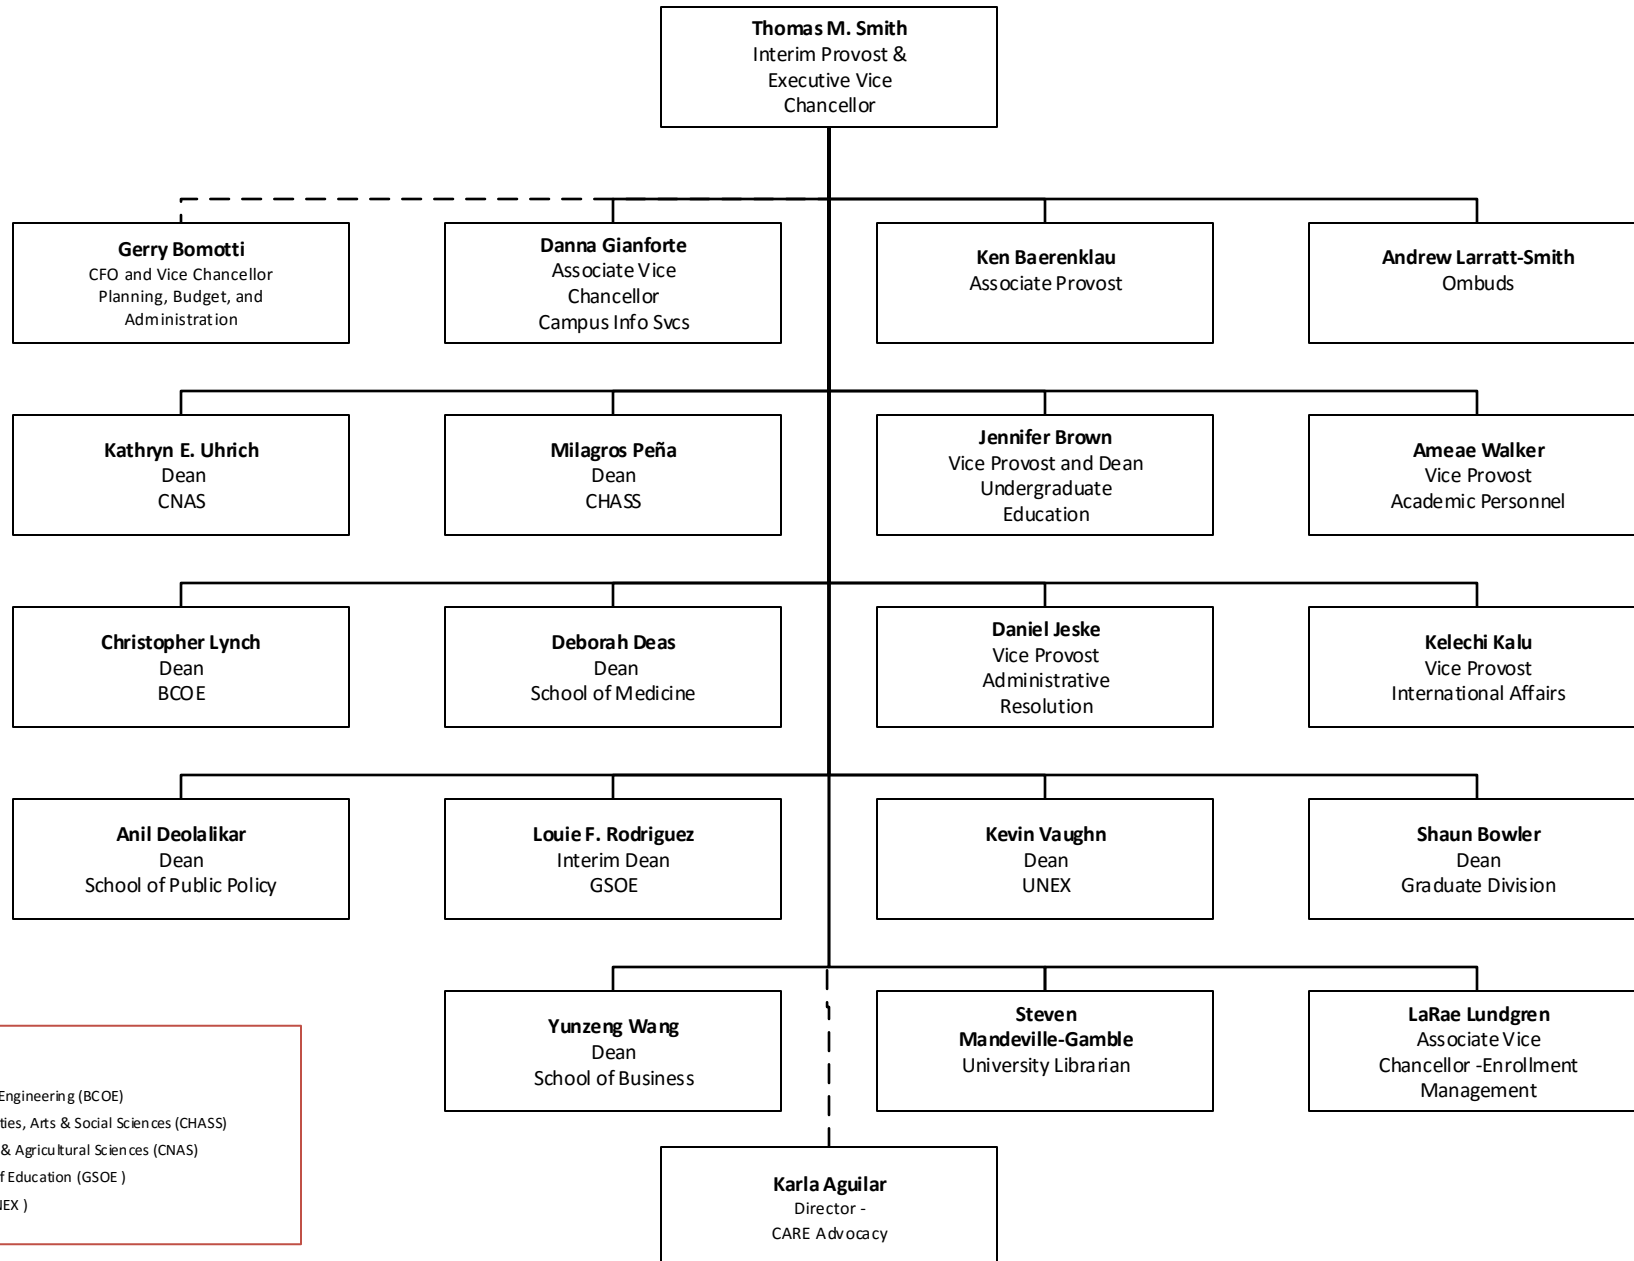 Thomas M. Smith
Interim Provost &
Executive Vice
Chancellor
Gerry Bomotti
CFO and Vice Chancellor
Planning, Budget, and
Administration
Danna Gianforte
Associate Vice
Chancellor
Campus Info Svcs
Ken Baerenklau
Associate Provost
Andrew Larratt-Smith
Ombuds
Kathryn E. Uhrich
Dean
CNAS
Milagros Peña
Dean
CHASS
Jennifer Brown
Vice Provost and Dean
Undergraduate
Education
Ameae Walker
Vice Provost
Academic Personnel
Christopher Lynch
Dean
BCOE
Deborah Deas
Dean
School of Medicine
Daniel Jeske
Vice Provost
Administrative
Resolution
Kelechi Kalu
Vice Provost
International Affairs
Anil Deolalikar
Dean
School of Public Policy
Louie F. Rodriguez
Interim Dean
GSOE
Kevin Vaughn
Dean
UNEX
Shaun Bowler
Dean
Graduate Division
Yunzeng Wang
Dean
School of Business
Steven
Mandeville-Gamble
University Librarian
LaRae Lundgren
Associate Vice
Chancellor -Enrollment
Management
Engineering (BCOE)
ties, Arts & Social Sciences (CHASS)
& Agricultural Sciences (CNAS)
f Education (GSOE )
NEX )
Karla Aguilar
Director -
CARE Advocacy